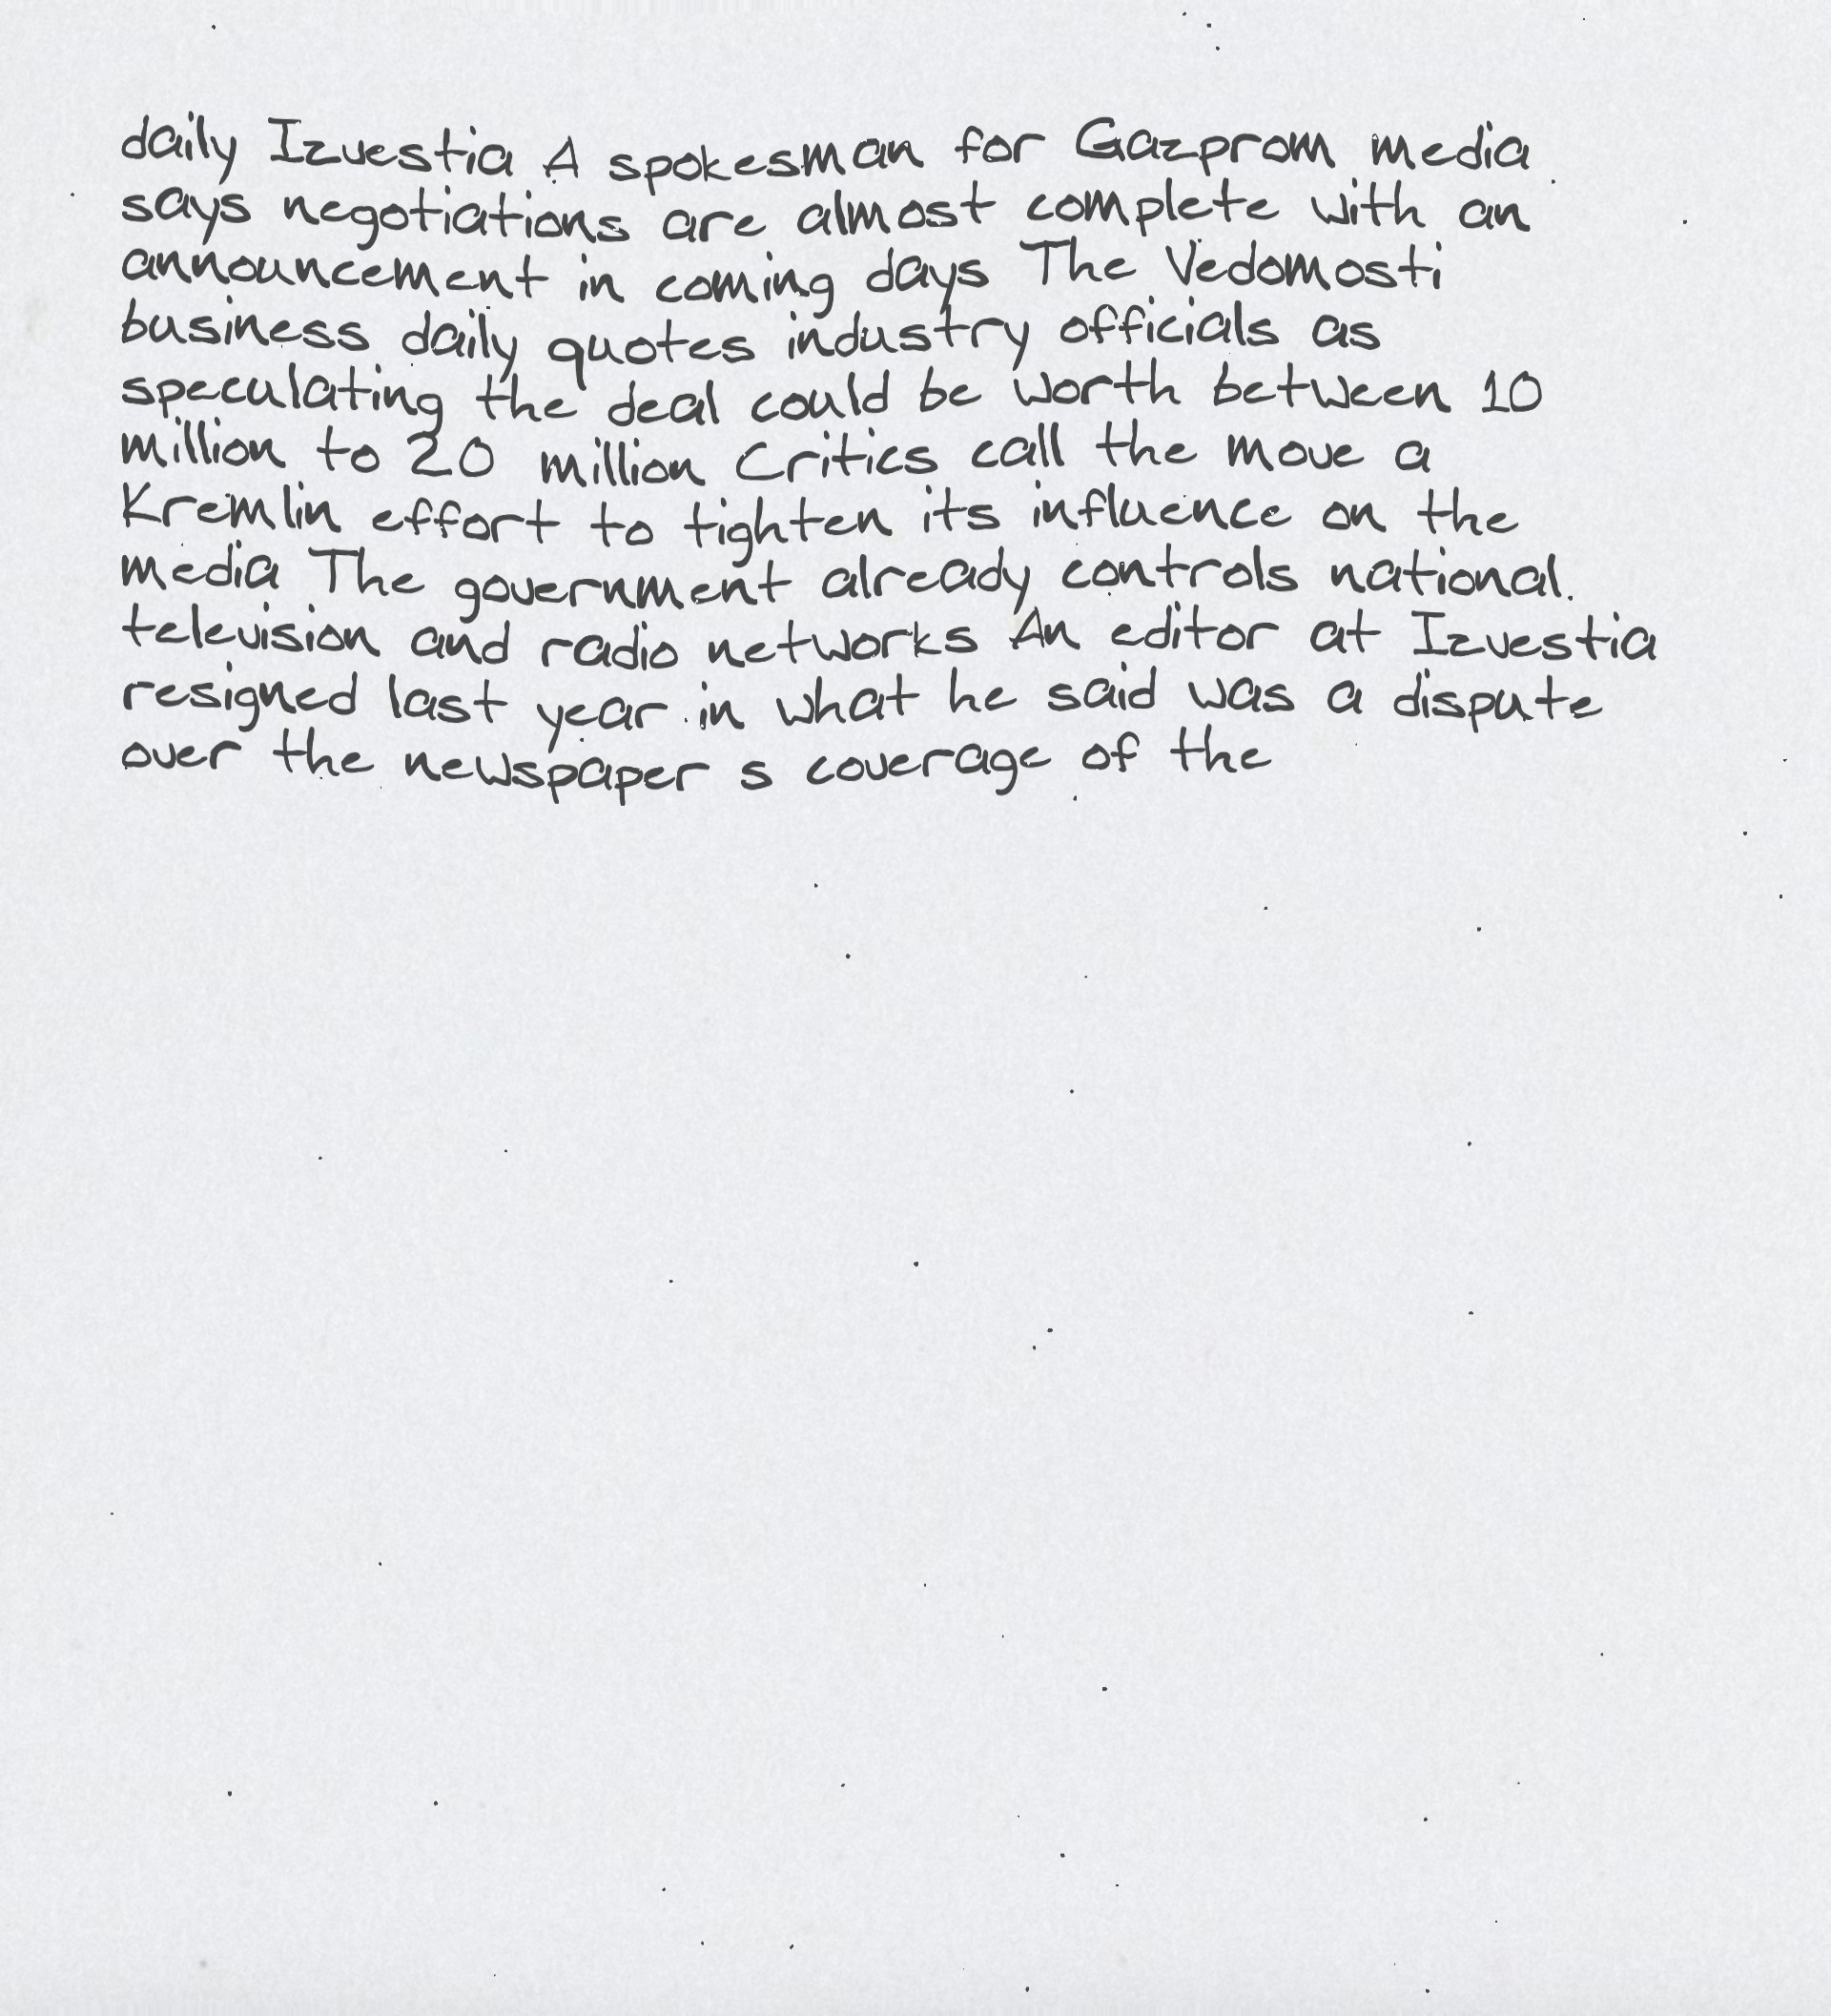 daily Izvestia A spokesman for Gazprom media
says negotiations are almost complete with an
announcement in coming days The Vedomosti
business daily quotes industry officials as
speculating the deal could be worth between 10
million to 20 million Critics call the move a
Kremlin effort to tighten its influence on the
media The government already controls national
television and radio networks An editor at Izvestia
resigned last year in what he said was a dispute
over the newspaper s coverage of the